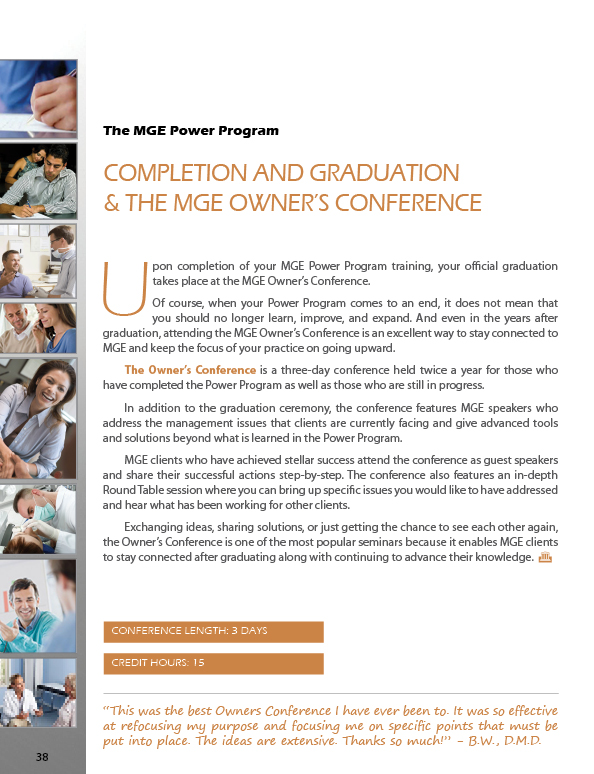 The MGE Power Program
COMPLETION AND GRADUATION
& THE MGE OWNER'S CONFERENCE
Upon completion of your MGE Power Program training, your official graduation
takes place at the MGE Owner's Conference.
Of course, when your Power Program comes to an end, it does not mean that
you should no longer learn, improve, and expand. And even in the years after
graduation, attending the MGE Owner's Conference is an excellent way to stay connected to
MGE and keep the focus of your practice on going upward.
The Owner's Conference is a three-day conference held twice a year for those who
have completed the Power Program as well as those who are still in progress.
In addition to the graduation ceremony, the conference features MGE speakers who
address the management issues that clients are currently facing and give advanced tools
and solutions beyond what is learned in the Power Program.
MGE clients who have achieved stellar success attend the conference as guest speakers
and share their successful actions step-by-step. The conference also features an in-depth
Round Table session where you can bring up specific issues you would like to have addressed
and hear what has been working for other clients.
Exchanging ideas, sharing solutions, or just getting the chance to see each other again,
the Owner's Conference is one of the most popular seminars because it enables MGE clients
to stay connected after graduating along with continuing to advance their knowledge.
CONFERENCE LENGTH: 3 DAYS
CREDIT HOURS: 15
"This was the best Owners Conference I have ever been to. It was so effective
at refocusing my purpose and focusing me on specific points that must be
put into place. The ideas are extensive. Thanks so much!" – B.W., D.M.D.
38